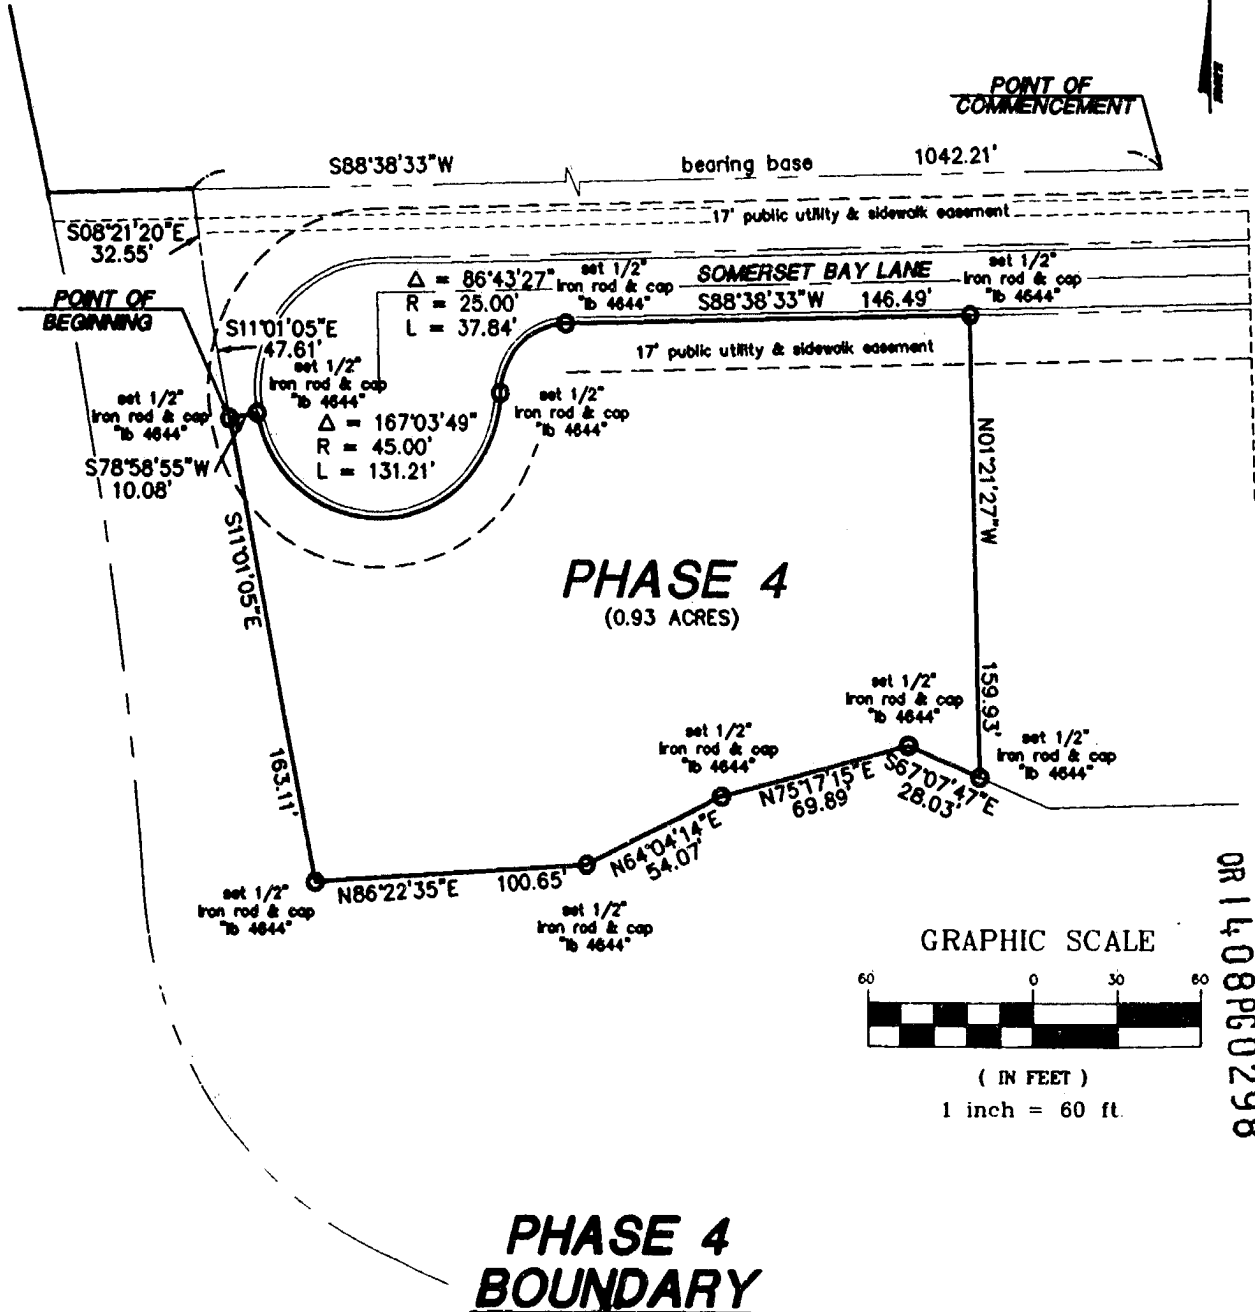 NORTH
POINT OF
COMMENCEMENT
S88°38'33"W
bearing base
1042.21'
17' public utility & sidewalk easement
S08°21'20"E
32.55'
SOMERSET BAY LANE
Δ = 86°43'27"
R = 25.00'
L = 37.84'
set 1/2"
iron rod & cap
"lb 4644"
set 1/2"
iron rod & cap
"lb 4644"
S88°38'33"W
146.49'
POINT OF
BEGINNING
S11°01'05"E
47.61'
17' public utility & sidewalk easement
set 1/2"
iron rod & cap
"lb 4644"
set 1/2"
iron rod & cap
"lb 4644"
set 1/2"
iron rod & cap
"lb 4644"
Δ = 167°03'49"
R = 45.00'
L = 131.21'
S78°58'55"W
10.08'
N01°21'27"W
159.93'
S11°01'05"E
163.11'
PHASE 4
(0.93 ACRES)
set 1/2"
iron rod & cap
"lb 4644"
set 1/2"
iron rod & cap
"lb 4644"
set 1/2"
iron rod & cap
"lb 4644"
N75°17'15"E
69.89'
S67°07'47"E
28.03'
N64°04'14"E
54.07'
N86°22'35"E
100.65'
set 1/2"
iron rod & cap
"lb 4644"
set 1/2"
iron rod & cap
"lb 4644"
OR1408PG0298
GRAPHIC SCALE
60 0 30 60
( IN FEET )
1 inch = 60 ft.
PHASE 4
BOUNDARY